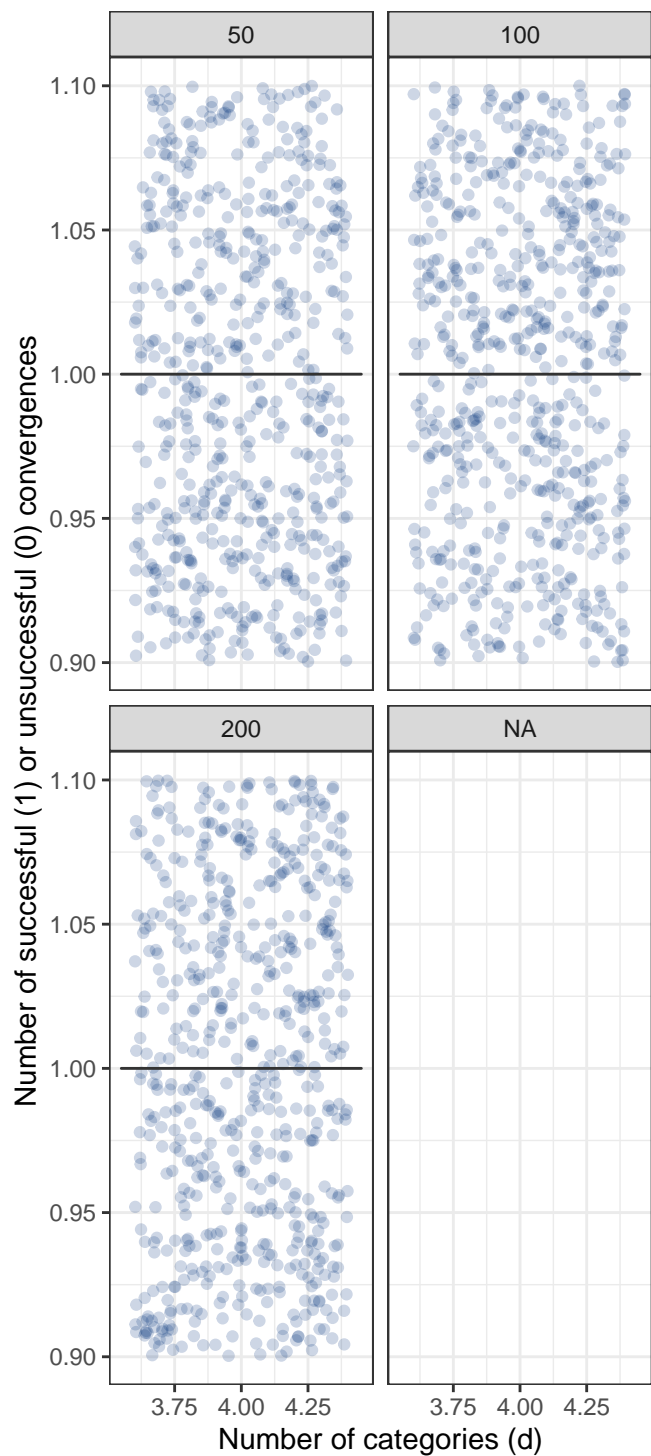 50 100
1.10
1.05
1.00
0.95
0.90
200 NA
1.10
1.05
1.00
0.95
0.90
3.75 4.00 4.25 3.75 4.00 4.25
Number of categories (d)
Number of successful (1) or unsuccessful (0) convergences